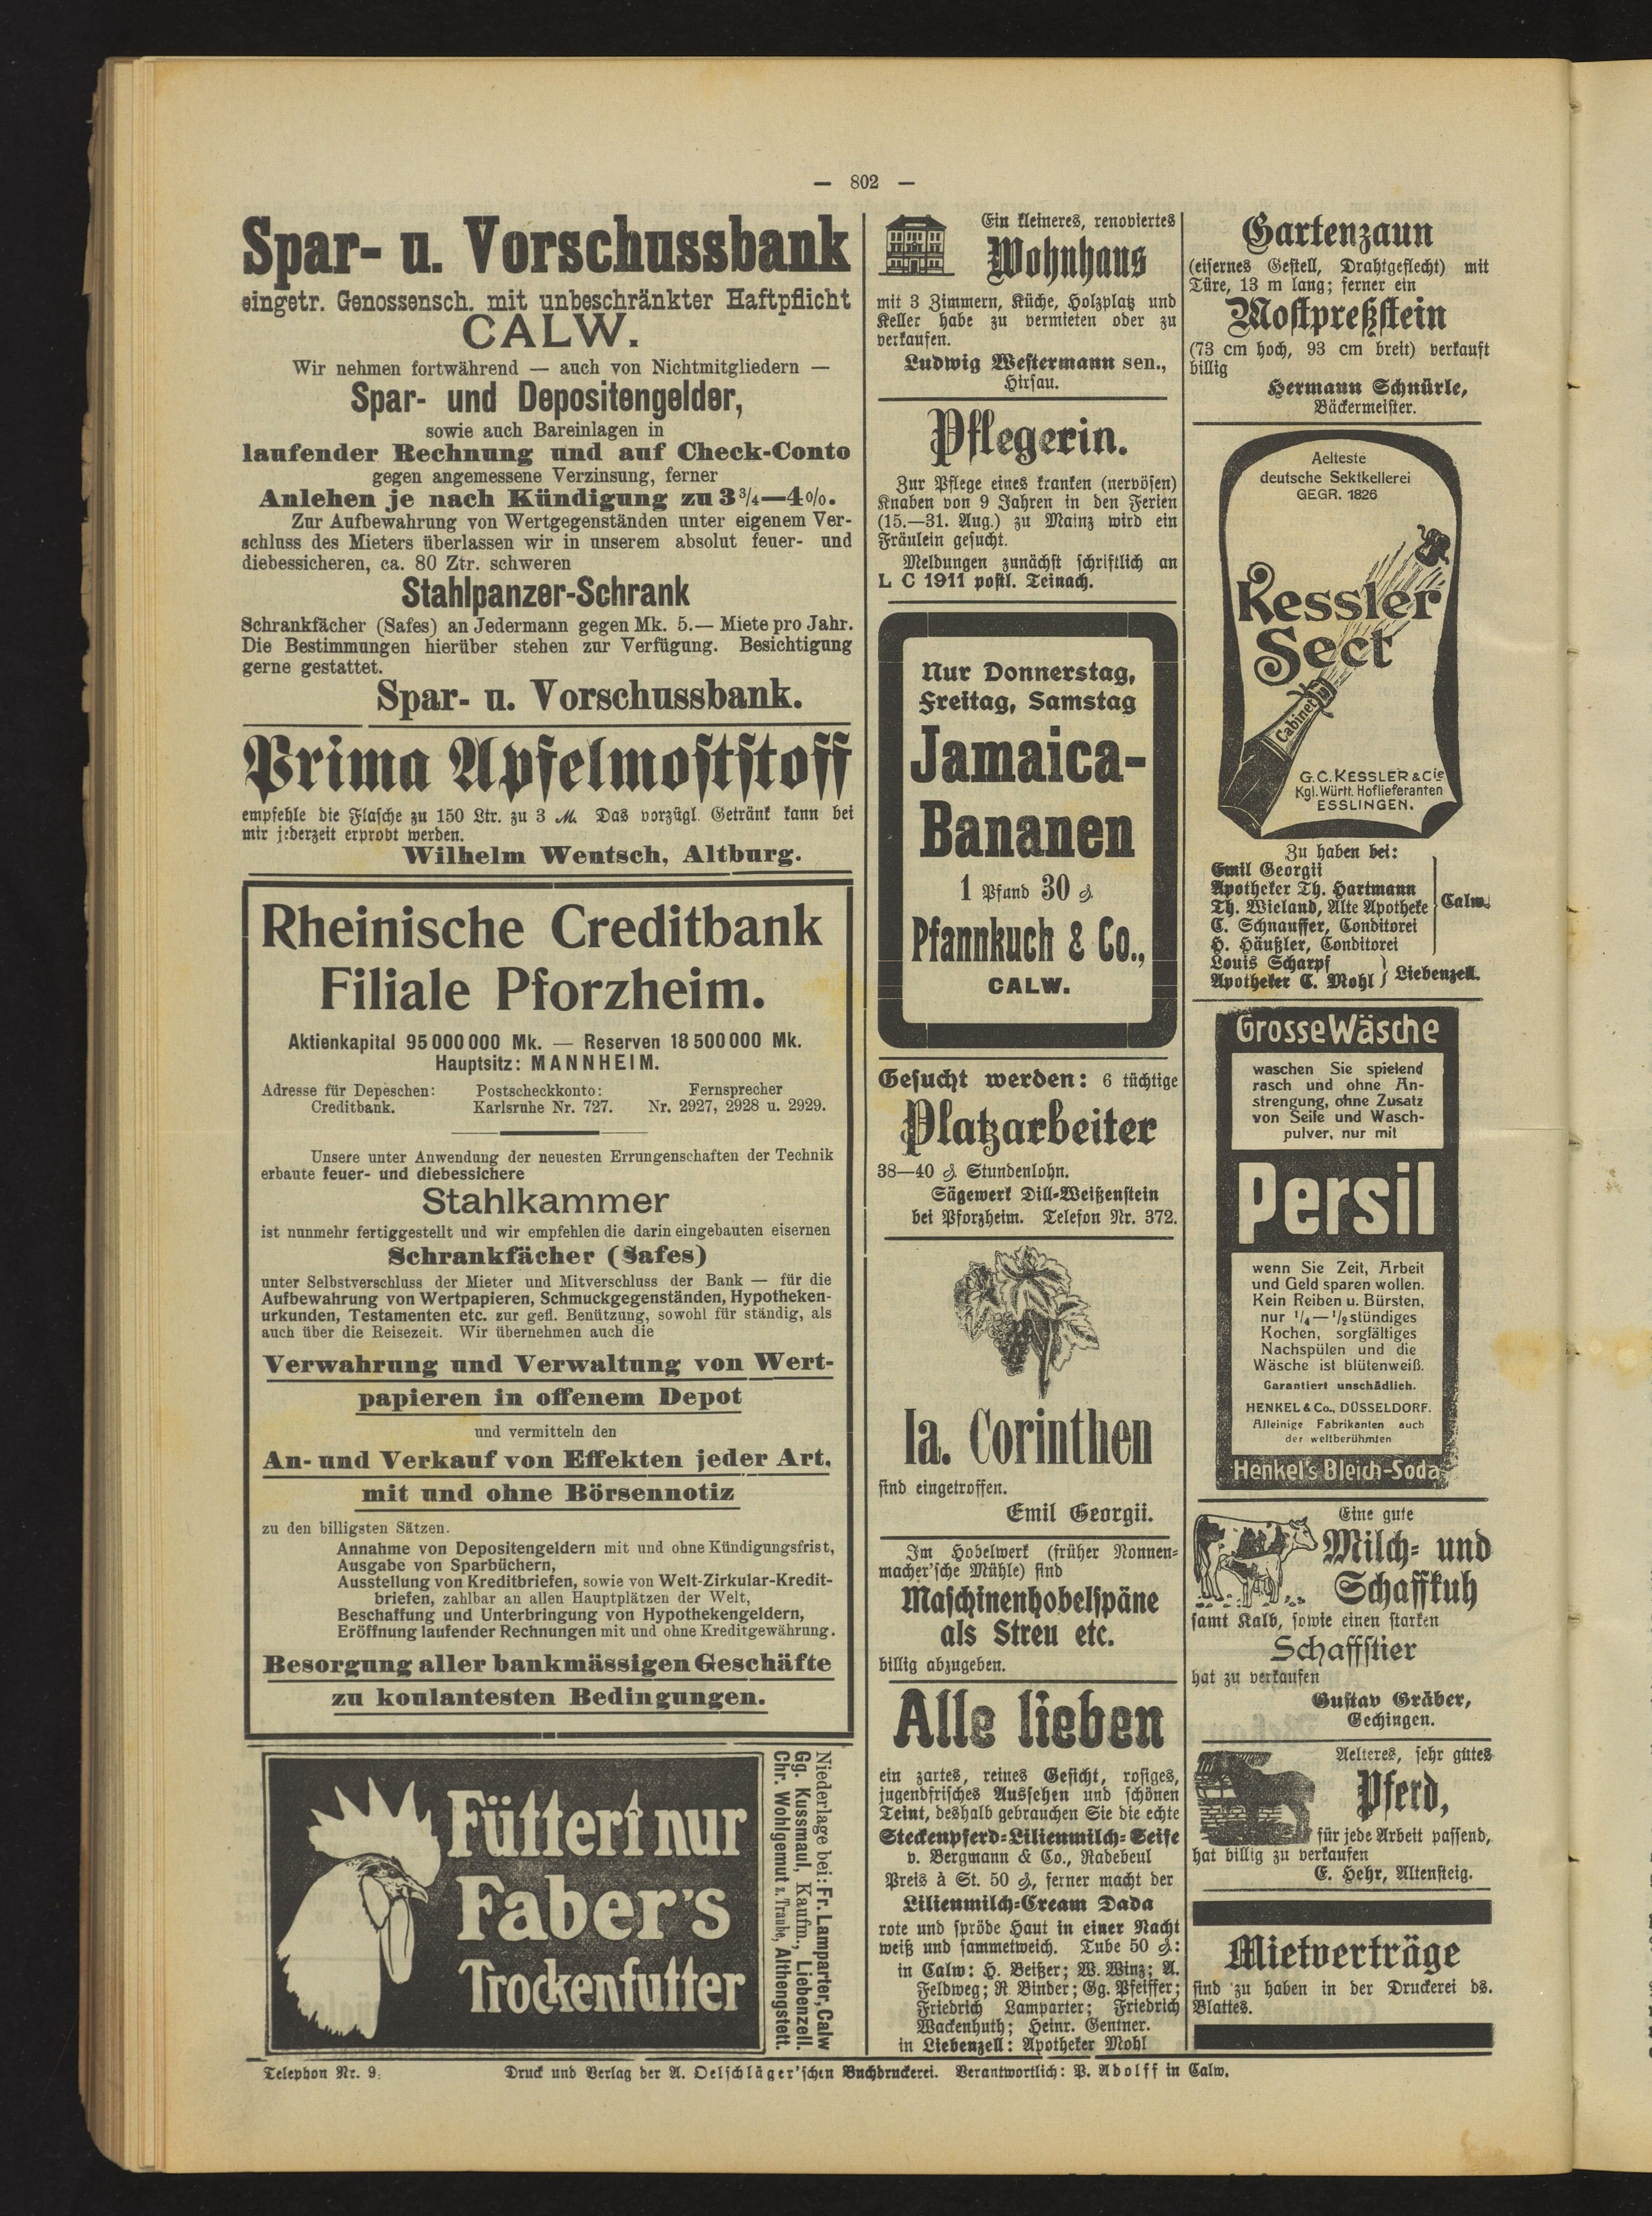 — 802 —
Spar- u. Vorschussbank
eingetr. Genossensch. mit unbeschränkter Haftpflicht
CALW.
Wir nehmen fortwährend — auch von Nichtmitgliedern —
Spar- und Depositengelder,
sowie auch Bareinlagen in
laufender Rechnung und auf Check-Conto
gegen angemessene Verzinsung, ferner
Anlehen je nach Kündigung zu 3¾—4%.
Zur Aufbewahrung von Wertgegenständen unter eigenem Ver-
schluss des Mieters überlassen wir in unserem absolut feuer- und
diebessicheren, ca. 80 Ztr. schweren
Stahlpanzer-Schrank
Schrankfächer (Safes) an Jedermann gegen Mk. 5.— Miete pro Jahr.
Die Bestimmungen hierüber stehen zur Verfügung. Besichtigung
gerne gestattet.
Spar- u. Vorschussbank.
Prima Apfelmoststoff
empfehle die Flasche zu 150 Ltr. zu 3 ℳ. Das vorzügl. Getränk kann bei
mir jederzeit erprobt werden.
Wilhelm Wentsch, Altburg.
Rheinische Creditbank
Filiale Pforzheim.
Aktienkapital 95 000 000 Mk. — Reserven 18 500 000 Mk.
Hauptsitz: MANNHEIM.
Adresse für Depeschen: Postscheckkonto: Fernsprecher
Creditbank. Karlsruhe Nr. 727. Nr. 2927, 2928 u. 2929.
Unsere unter Anwendung der neuesten Errungenschaften der Technik
erbaute feuer- und diebessichere
Stahlkammer
ist nunmehr fertiggestellt und wir empfehlen die darin eingebauten eisernen
Schrankfächer (Safes)
unter Selbstverschluss der Mieter und Mitverschluss der Bank — für die
Aufbewahrung von Wertpapieren, Schmuckgegenständen, Hypotheken-
urkunden, Testamenten etc. zur gefl. Benützung, sowohl für ständig, als
auch über die Reisezeit. Wir übernehmen auch die
Verwahrung und Verwaltung von Wert-
papieren in offenem Depot
und vermitteln den
An- und Verkauf von Effekten jeder Art,
mit und ohne Börsennotiz
zu den billigsten Sätzen.
Annahme von Depositengeldern mit und ohne Kündigungsfrist,
Ausgabe von Sparbüchern,
Ausstellung von Kreditbriefen, sowie von Welt-Zirkular-Kredit-
briefen, zahlbar an allen Hauptplätzen der Welt,
Beschaffung und Unterbringung von Hypothekengeldern,
Eröffnung laufender Rechnungen mit und ohne Kreditgewährung.
Besorgung aller bankmässigen Geschäfte
zu koulantesten Bedingungen.
Füttert nur
Faber's
Trockenfutter
Niederlage bei: Fr. Lamparter, Calw
Gg. Kussmaul, Kaufm., Liebenzell.
Chr. Wohlgemut z. Traube, Althengstett.
Ein kleineres, renoviertes
Wohnhaus
mit 3 Zimmern, Küche, Holzplatz und
Keller habe zu vermieten oder zu
verkaufen.
Ludwig Westermann sen.,
Hirsau.
Pflegerin.
Zur Pflege eines kranken (nervösen)
Knaben von 9 Jahren in den Ferien
(15.—31. Aug.) zu Mainz wird ein
Fräulein gesucht.
Meldungen zunächst schriftlich an
L C 1911 postl. Teinach.
Nur Donnerstag,
Freitag, Samstag
Jamaica-
Bananen
1 Pfund 30 ₰
Pfannkuch & Co.,
CALW.
Gesucht werden: 6 tüchtige
Platzarbeiter
38—40 ₰ Stundenlohn.
Sägewerk Dill-Weißenstein
bei Pforzheim. Telefon Nr. 372.
Ia. Corinthen
sind eingetroffen.
Emil Georgii.
Im Hobelwerk (früher Nonnen-
macher'sche Mühle) sind
Maschinenhobelspäne
als Streu etc.
billig abzugeben.
Alle lieben
ein zartes, reines Gesicht, rosiges,
jugendfrisches Aussehen und schönen
Teint, deshalb gebrauchen Sie die echte
Steckenpferd-Lilienmilch-Seife
v. Bergmann & Co., Radebeul
Preis à St. 50 ₰, ferner macht der
Lilienmilch-Cream Dada
rote und spröde Haut in einer Nacht
weiß und sammetweich. Tube 50 ₰:
in Calw: H. Beißer; W. Winz; A.
Feldweg; R. Binder; Gg. Pfeiffer;
Friedrich Lamparter; Friedrich
Wackenhuth; Heinr. Gentner.
in Liebenzell: Apotheker Mohl
Gartenzaun
(eisernes Gestell, Drahtgeflecht) mit
Türe, 13 m lang; ferner ein
Mostpreßstein
(73 cm hoch, 93 cm breit) verkauft
billig
Hermann Schnürle,
Bäckermeister.
Aelteste
deutsche Sektkellerei
GEGR. 1826
Kessler
Sect
Cabinet
G. C. KESSLER & Cie
Kgl. Württ. Hoflieferanten
ESSLINGEN.
Zu haben bei:
Emil Georgii
Apotheker Th. Hartmann
Th. Wieland, Alte Apotheke
C. Schnauffer, Conditorei
H. Häußler, Conditorei
Calw.
Louis Scharpf
Apotheker C. Mohl
Liebenzell.
Grosse Wäsche
waschen Sie spielend
rasch und ohne An-
strengung, ohne Zusatz
von Seife und Wasch-
pulver, nur mit
Persil
wenn Sie Zeit, Arbeit
und Geld sparen wollen.
Kein Reiben u. Bürsten,
nur ¼—½ stündiges
Kochen, sorgfältiges
Nachspülen und die
Wäsche ist blütenweiß.
Garantiert unschädlich.
HENKEL & Co., DÜSSELDORF.
Alleinige Fabrikanten auch
der weltberühmten
Henkel's Bleich-Soda
Eine gute
Milch- und
Schaffkuh
samt Kalb, sowie einen starken
Schaffstier
hat zu verkaufen
Gustav Gräber,
Gechingen.
Aelteres, sehr gutes
Pferd,
für jede Arbeit passend,
hat billig zu verkaufen
E. Hehr, Altensteig.
Mietverträge
sind zu haben in der Druckerei ds.
Blattes.
Telephon Nr. 9. Druck und Verlag der A. Oelschläger'schen Buchdruckerei. Verantwortlich: P. Adolff in Calw.